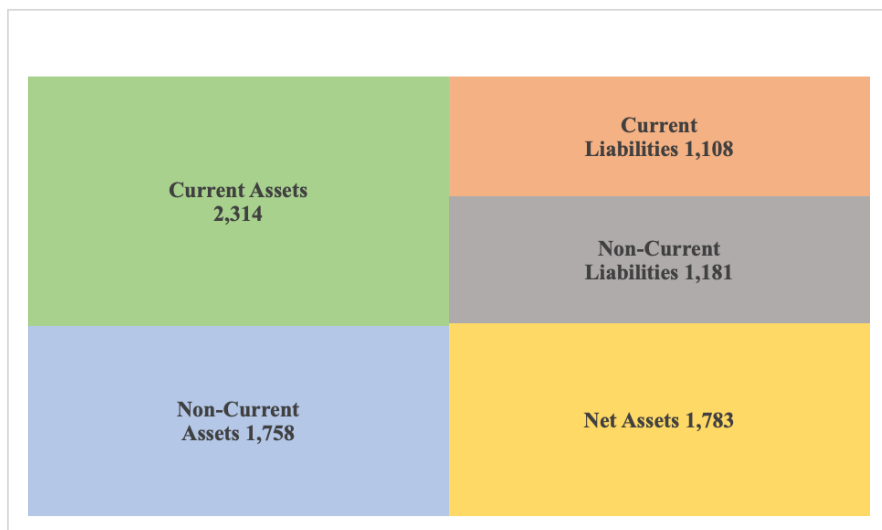 Current Assets
2,314
Current
Liabilities 1,108
Non-Current
Liabilities 1,181
Non-Current
Assets 1,758
Net Assets 1,783